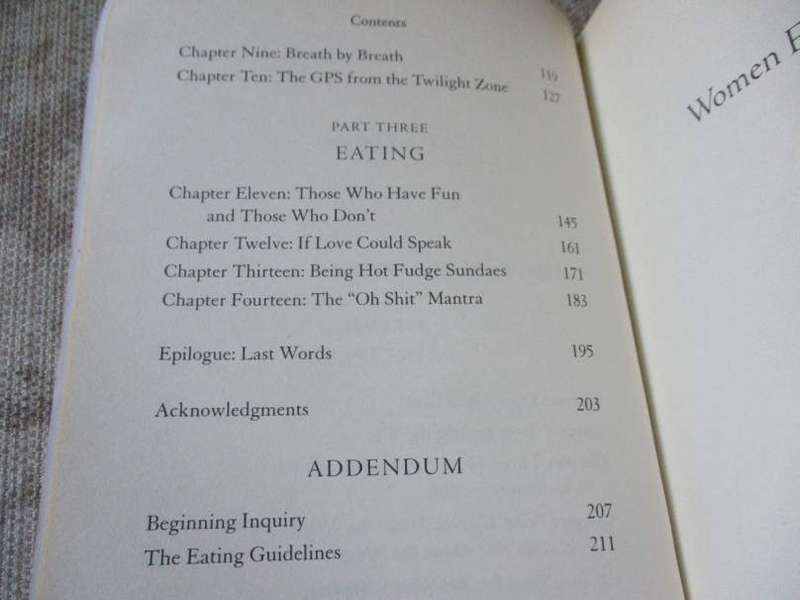 Contents
Chapter Nine: Breath by Breath 119
Chapter Ten: The GPS from the Twilight Zone 127
PART THREE
EATING
Chapter Eleven: Those Who Have Fun
and Those Who Don't 145
Chapter Twelve: If Love Could Speak 161
Chapter Thirteen: Being Hot Fudge Sundaes 171
Chapter Fourteen: The "Oh Shit" Mantra 183
Epilogue: Last Words 195
Acknowledgments 203
ADDENDUM
Beginning Inquiry 207
The Eating Guidelines 211
Women